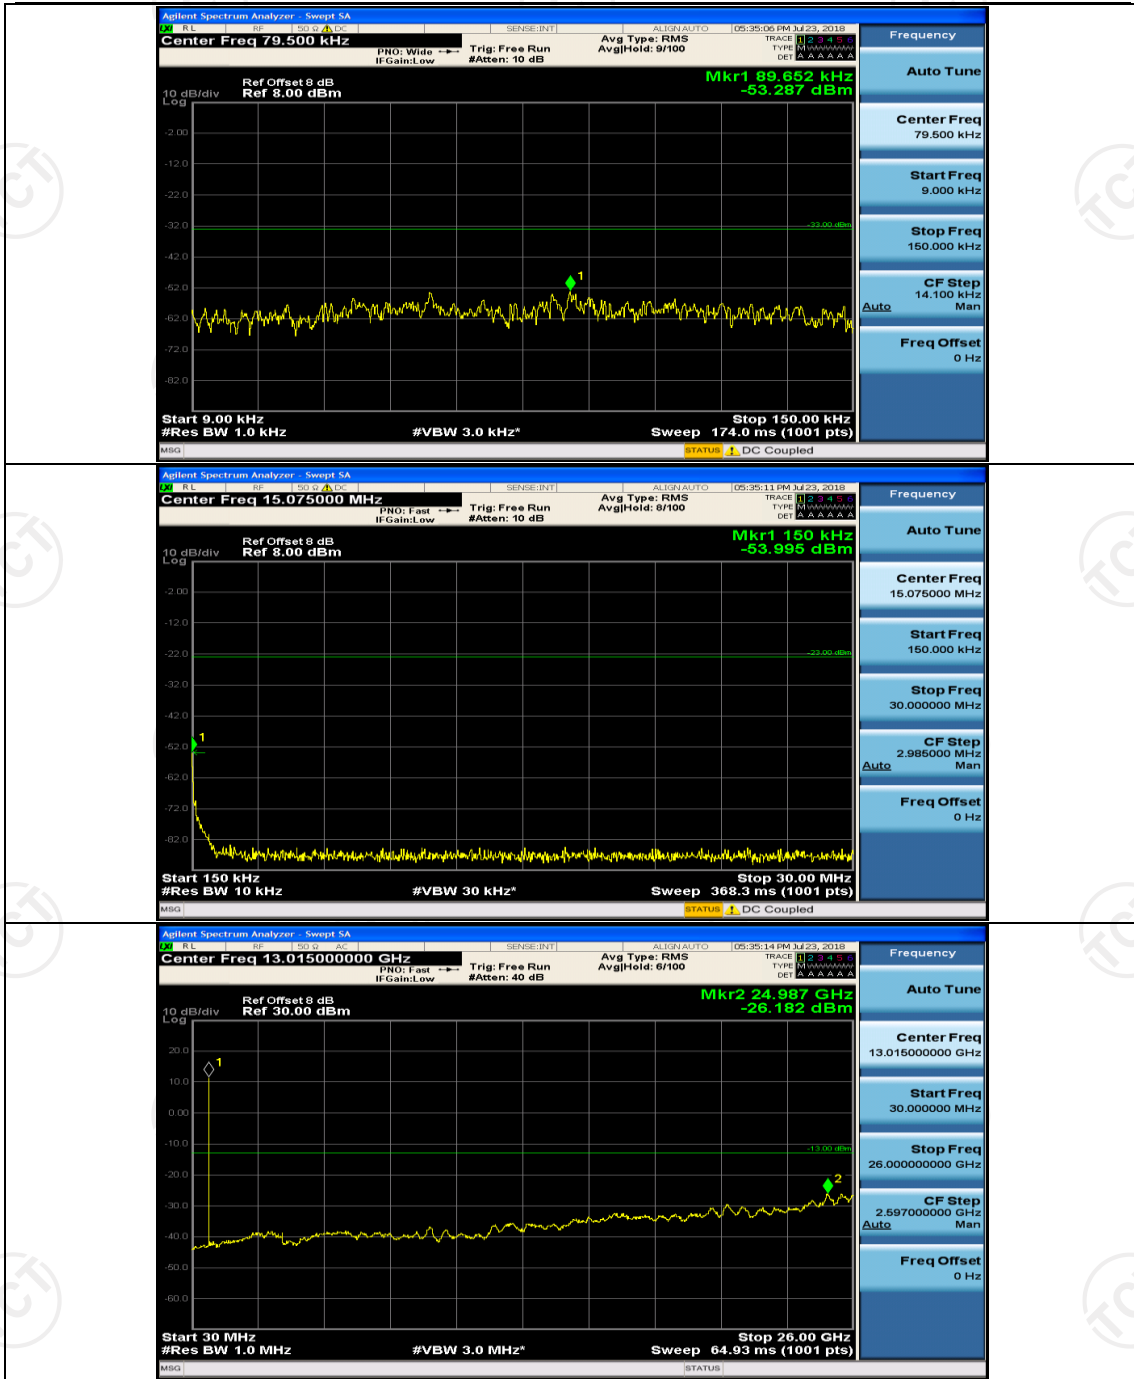 Agilent Spectrum Analyzer - Swept SA
LXI RL RF 50 Ω DC SENSE:INT ALIGN AUTO 05:35:06 PM Jul 23, 2018
Center Freq 79.500 kHz
PNO: Wide
IFGain:Low
Trig: Free Run
#Atten: 10 dB
Avg Type: RMS
Avg|Hold: 9/100
TRACE 1 2 3 4 5 6
TYPE M W W W W W
DET A A A A A A
Ref Offset 8 dB
10 dB/div Ref 8.00 dBm
Log
Mkr1 89.652 kHz
-53.287 dBm
-2.00
-12.0
-22.0
-32.0
-33.00 dBm
-42.0
1
-52.0
-62.0
-72.0
-82.0
Start 9.00 kHz Stop 150.00 kHz
#Res BW 1.0 kHz #VBW 3.0 kHz* Sweep 174.0 ms (1001 pts)
MSG STATUS DC Coupled
Frequency
Auto Tune
Center Freq
79.500 kHz
Start Freq
9.000 kHz
Stop Freq
150.000 kHz
CF Step
14.100 kHz
Auto Man
Freq Offset
0 Hz
Agilent Spectrum Analyzer - Swept SA
LXI RL RF 50 Ω DC SENSE:INT ALIGN AUTO 05:35:11 PM Jul 23, 2018
Center Freq 15.075000 MHz
PNO: Fast
IFGain:Low
Trig: Free Run
#Atten: 10 dB
Avg Type: RMS
Avg|Hold: 8/100
TRACE 1 2 3 4 5 6
TYPE M W W W W W
DET A A A A A A
Ref Offset 8 dB
10 dB/div Ref 8.00 dBm
Log
Mkr1 150 kHz
-53.995 dBm
-2.00
-12.0
-22.0
-23.00 dBm
-32.0
-42.0
1
-52.0
-62.0
-72.0
-82.0
Start 150 kHz Stop 30.00 MHz
#Res BW 10 kHz #VBW 30 kHz* Sweep 368.3 ms (1001 pts)
MSG STATUS DC Coupled
Frequency
Auto Tune
Center Freq
15.075000 MHz
Start Freq
150.000 kHz
Stop Freq
30.000000 MHz
CF Step
2.985000 MHz
Auto Man
Freq Offset
0 Hz
Agilent Spectrum Analyzer - Swept SA
LXI RL RF 50 Ω AC SENSE:INT ALIGN AUTO 05:35:14 PM Jul 23, 2018
Center Freq 13.015000000 GHz
PNO: Fast
IFGain:Low
Trig: Free Run
#Atten: 40 dB
Avg Type: RMS
Avg|Hold: 6/100
TRACE 1 2 3 4 5 6
TYPE M W W W W W
DET A A A A A A
Ref Offset 8 dB
10 dB/div Ref 30.00 dBm
Log
Mkr2 24.987 GHz
-26.182 dBm
20.0
1
10.0
0.00
-10.0
-13.00 dBm
-20.0
2
-30.0
-40.0
-50.0
-60.0
Start 30 MHz Stop 26.00 GHz
#Res BW 1.0 MHz #VBW 3.0 MHz* Sweep 64.93 ms (1001 pts)
MSG STATUS
Frequency
Auto Tune
Center Freq
13.015000000 GHz
Start Freq
30.000000 MHz
Stop Freq
26.000000000 GHz
CF Step
2.597000000 GHz
Auto Man
Freq Offset
0 Hz